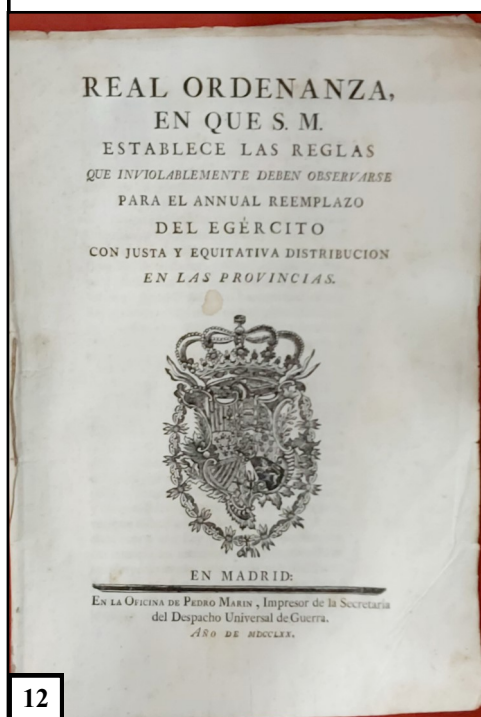 REAL ORDENANZA,
EN QUE S. M.
ESTABLECE LAS REGLAS
QUE INVIOLABLEMENTE DEBEN OBSERVARSE
PARA EL ANNUAL REEMPLAZO
DEL EGÉRCITO
CON JUSTA Y EQUITATIVA DISTRIBUCION
EN LAS PROVINCIAS.
EN MADRID:
EN LA OFICINA DE PEDRO MARIN, Impresor de la Secretaría
del Despacho Universal de Guerra.
AÑO DE MDCCLXX.
12